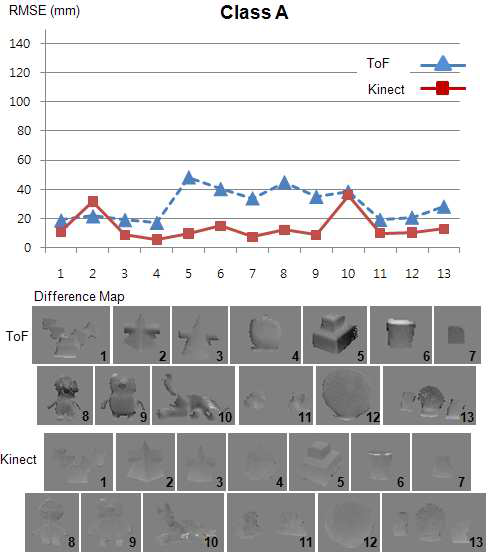 RMSE (mm)
Class A
140
120
100
80
60
40
20
0
ToF
Kinect
1 2 3 4 5 6 7 8 9 10 11 12 13
Difference Map
ToF
1 2 3 4 5 6 7
8 9 10 11 12 13
Kinect
1 2 3 4 5 6 7
8 9 10 11 12 13